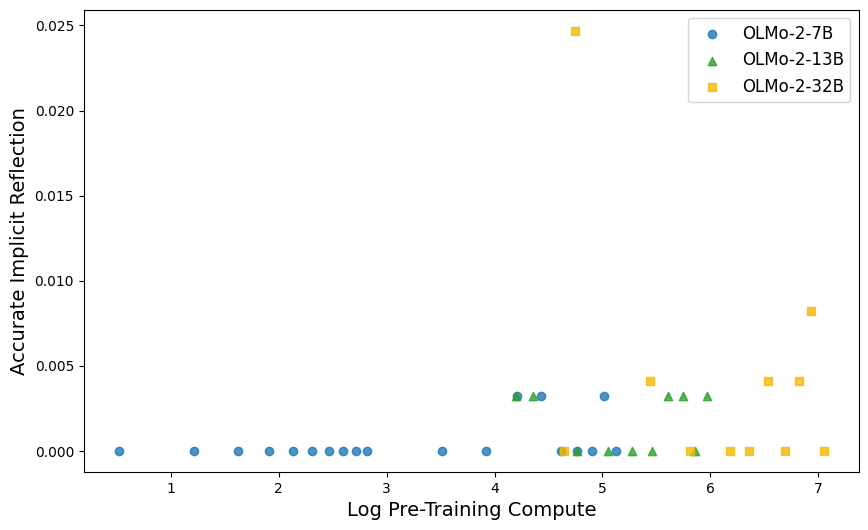 OLMo-2-7B
OLMo-2-13B
OLMo-2-32B
Accurate Implicit Reflection
0.025
0.020
0.015
0.010
0.005
0.000
1 2 3 4 5 6 7
Log Pre-Training Compute